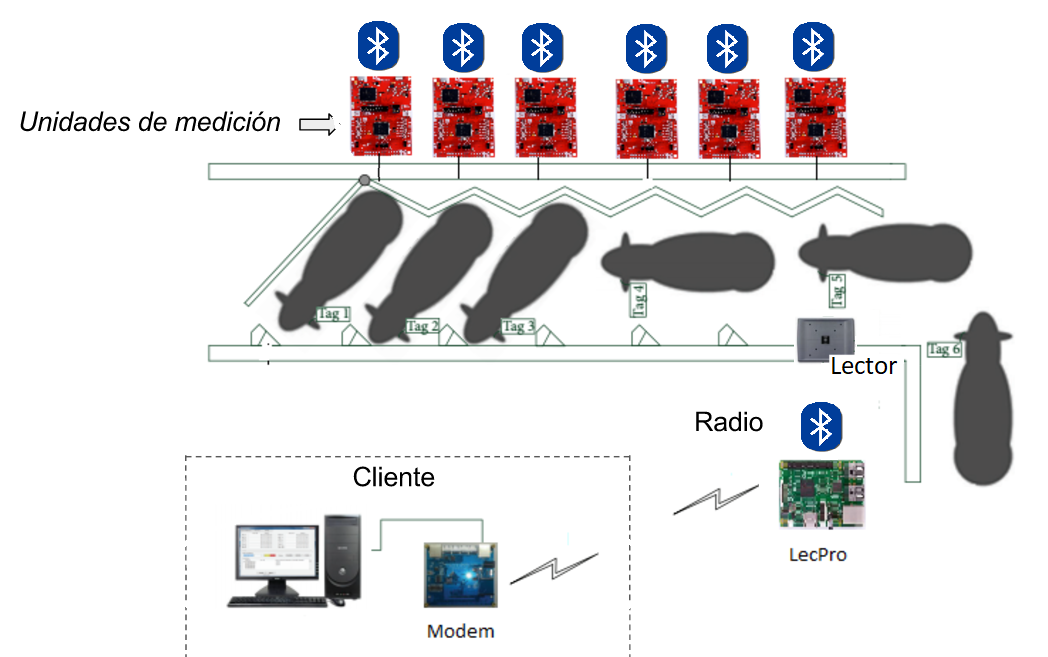 Unidades de medición
Tag 1
Tag 2
Tag 3
Tag 4
Tag 5
Tag 6
Lector
Radio
LecPro
Cliente
Modem